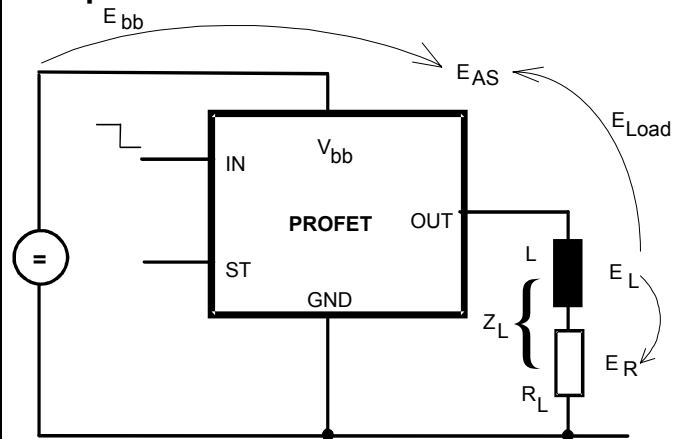 E bb
E AS
E Load
V bb
IN
PROFET
OUT
ST
GND
=
L
E L
Z L {
E R
R L